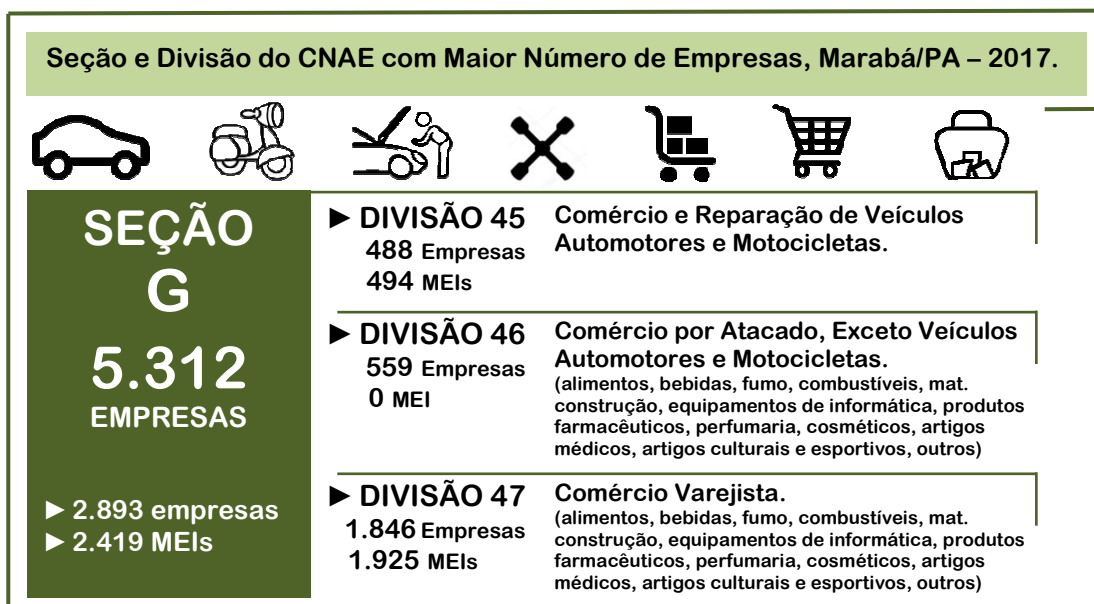 Seção e Divisão do CNAE com Maior Número de Empresas, Marabá/PA – 2017.
SEÇÃO
G
5.312
EMPRESAS
► 2.893 empresas
► 2.419 MEIs
► DIVISÃO 45
488 Empresas
494 MEIs
Comércio e Reparação de Veículos
Automotores e Motocicletas.
► DIVISÃO 46
559 Empresas
0 MEI
Comércio por Atacado, Exceto Veículos
Automotores e Motocicletas.
(alimentos, bebidas, fumo, combustíveis, mat.
construção, equipamentos de informática, produtos
farmacêuticos, perfumaria, cosméticos, artigos
médicos, artigos culturais e esportivos, outros)
► DIVISÃO 47
1.846 Empresas
1.925 MEIs
Comércio Varejista.
(alimentos, bebidas, fumo, combustíveis, mat.
construção, equipamentos de informática, produtos
farmacêuticos, perfumaria, cosméticos, artigos
médicos, artigos culturais e esportivos, outros)